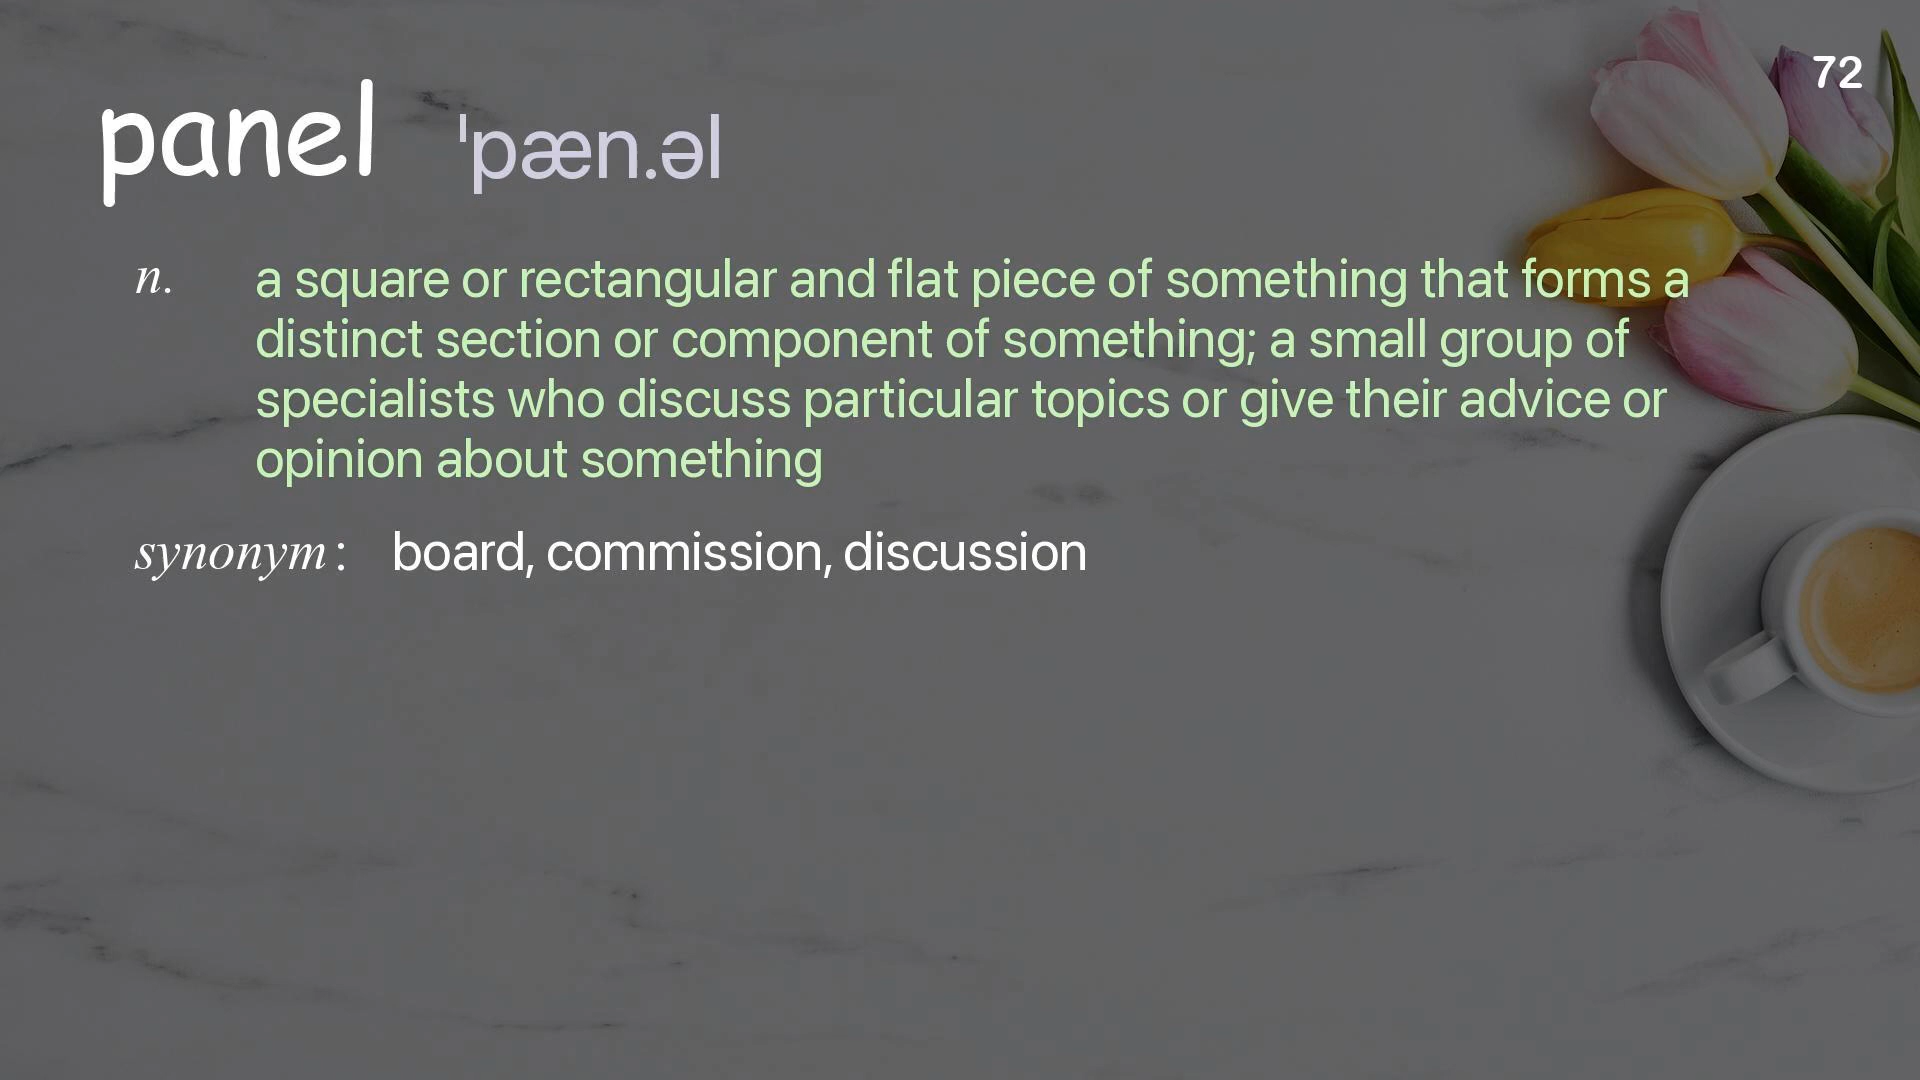 72
panel ˈpæn.əl
n. a square or rectangular and flat piece of something that forms a
distinct section or component of something; a small group of
specialists who discuss particular topics or give their advice or
opinion about something
synonym : board, commission, discussion